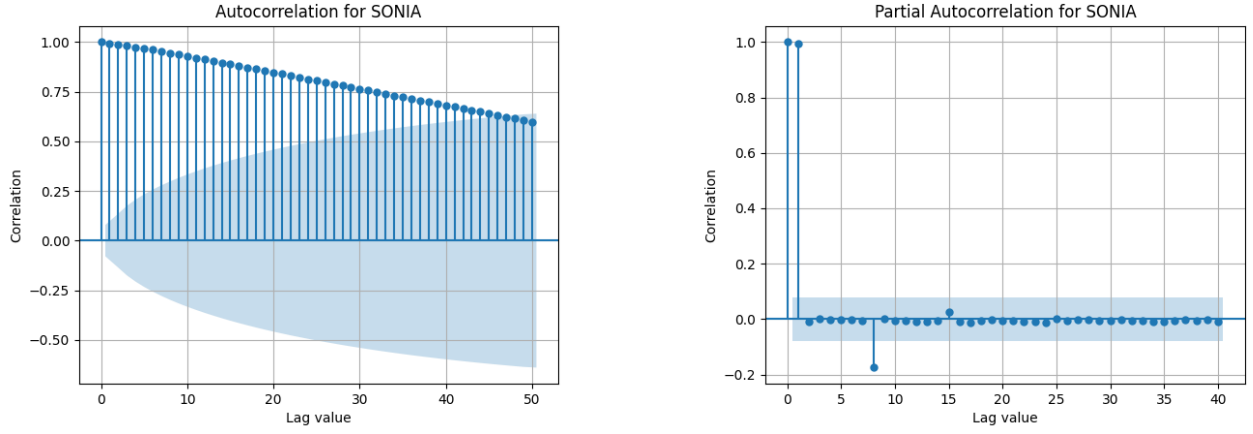 Autocorrelation for SONIA
1.00
0.75
0.50
0.25
0.00
−0.25
−0.50
Correlation
0 10 20 30 40 50
Lag value
Partial Autocorrelation for SONIA
1.0
0.8
0.6
0.4
0.2
0.0
−0.2
Correlation
0 5 10 15 20 25 30 35 40
Lag value